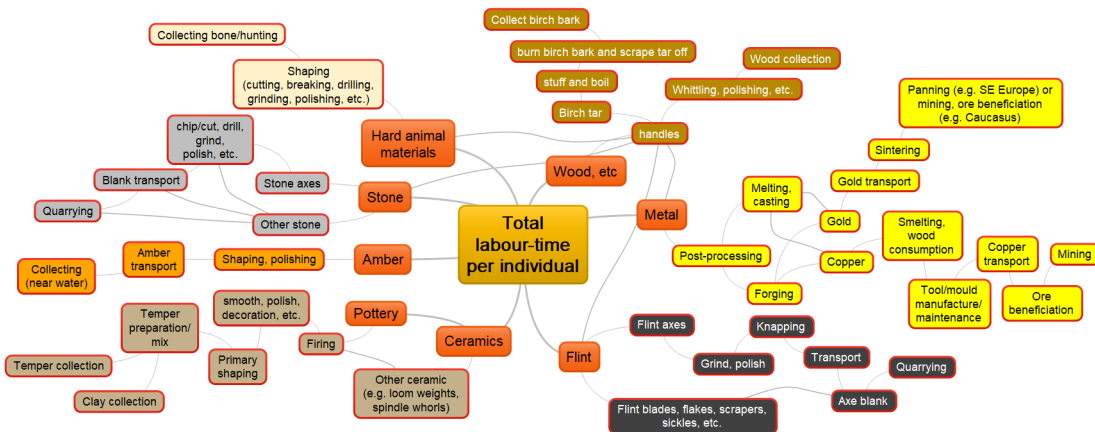 Collect birch bark
Collecting bone/hunting
burn birch bark and scrape tar off
Wood collection
Shaping
(cutting, breaking, drilling,
grinding, polishing, etc.)
stuff and boil
Whittling, polishing, etc.
Panning (e.g. SE Europe) or
mining, ore beneficiation
(e.g. Caucasus)
Birch tar
chip/cut, drill,
grind,
polish, etc.
Hard animal
materials
handles
Sintering
Blank transport
Stone axes
Wood, etc
Gold transport
Stone
Melting,
casting
Quarrying
Other stone
Total
labour-time
per individual
Metal
Gold
Smelting,
wood
consumption
Amber
transport
Shaping, polishing
Amber
Post-processing
Copper
Copper
transport
Mining
Collecting
(near water)
Forging
Tool/mould
manufacture/
maintenance
Ore
beneficiation
smooth, polish,
decoration, etc.
Pottery
Temper
preparation/
mix
Firing
Ceramics
Flint axes
Knapping
Temper collection
Primary
shaping
Flint
Grind, polish
Transport
Quarrying
Clay collection
Other ceramic
(e.g. loom weights,
spindle whorls)
Flint blades, flakes, scrapers,
sickles, etc.
Axe blank